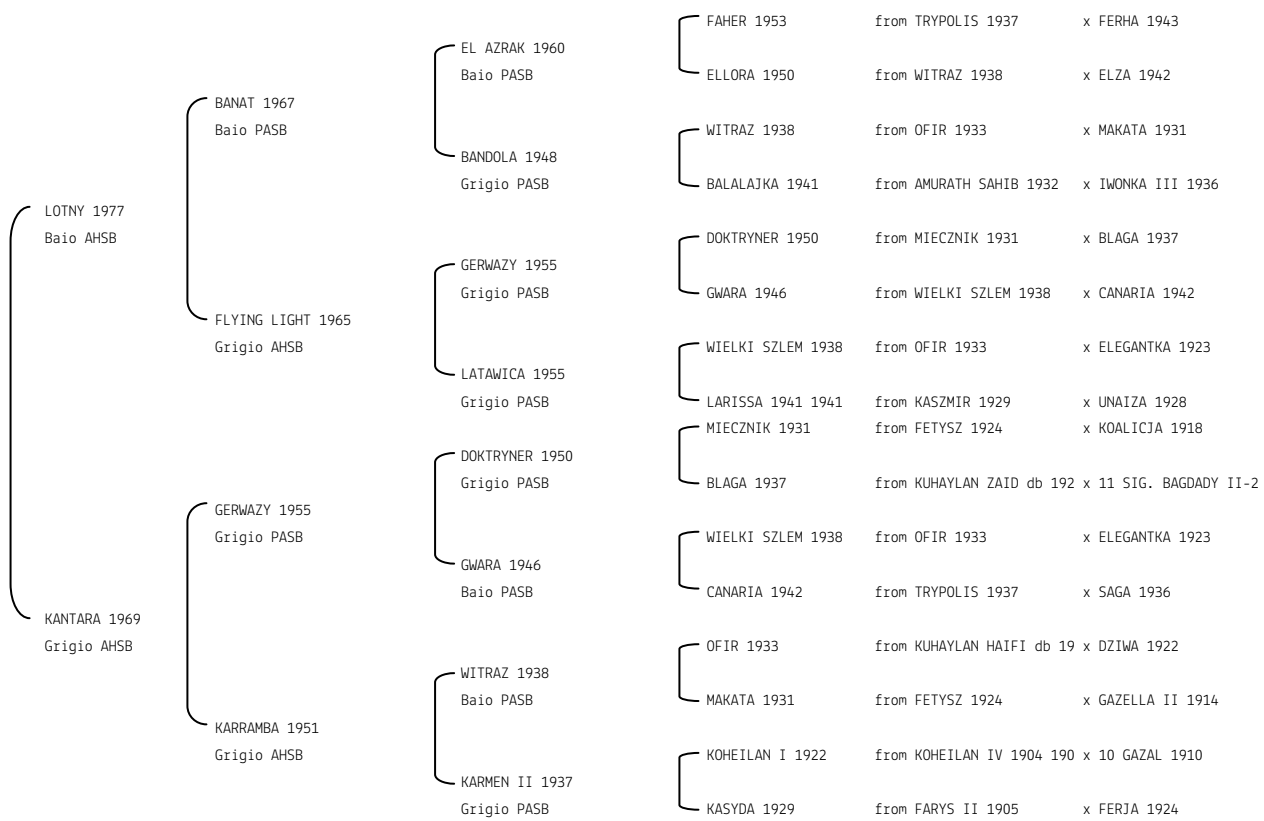 FAHER 1953 from TRYPOLIS 1937 x FERHA 1943
EL AZRAK 1960
Baio PASB
ELLORA 1950 from WITRAZ 1938 x ELZA 1942
BANAT 1967
Baio PASB
WITRAZ 1938 from OFIR 1933 x MAKATA 1931
BANDOLA 1948
Grigio PASB
BALALAJKA 1941 from AMURATH SAHIB 1932 x IWONKA III 1936
LOTNY 1977
Baio AHSB
DOKTRYNER 1950 from MIECZNIK 1931 x BLAGA 1937
GERWAZY 1955
Grigio PASB
GWARA 1946 from WIELKI SZLEM 1938 x CANARIA 1942
FLYING LIGHT 1965
Grigio AHSB
WIELKI SZLEM 1938 from OFIR 1933 x ELEGANTKA 1923
LATAWICA 1955
Grigio PASB
LARISSA 1941 1941 from KASZMIR 1929 x UNAIZA 1928
MIECZNIK 1931 from FETYSZ 1924 x KOALICJA 1918
DOKTRYNER 1950
Grigio PASB
BLAGA 1937 from KUHAYLAN ZAID db 192 x 11 SIG. BAGDADY II-2
GERWAZY 1955
Grigio PASB
WIELKI SZLEM 1938 from OFIR 1933 x ELEGANTKA 1923
GWARA 1946
Baio PASB
CANARIA 1942 from TRYPOLIS 1937 x SAGA 1936
KANTARA 1969
Grigio AHSB
OFIR 1933 from KUHAYLAN HAIFI db 19 x DZIWA 1922
WITRAZ 1938
Baio PASB
MAKATA 1931 from FETYSZ 1924 x GAZELLA II 1914
KARRAMBA 1951
Grigio AHSB
KOHEILAN I 1922 from KOHEILAN IV 1904 190 x 10 GAZAL 1910
KARMEN II 1937
Grigio PASB
KASYDA 1929 from FARYS II 1905 x FERJA 1924